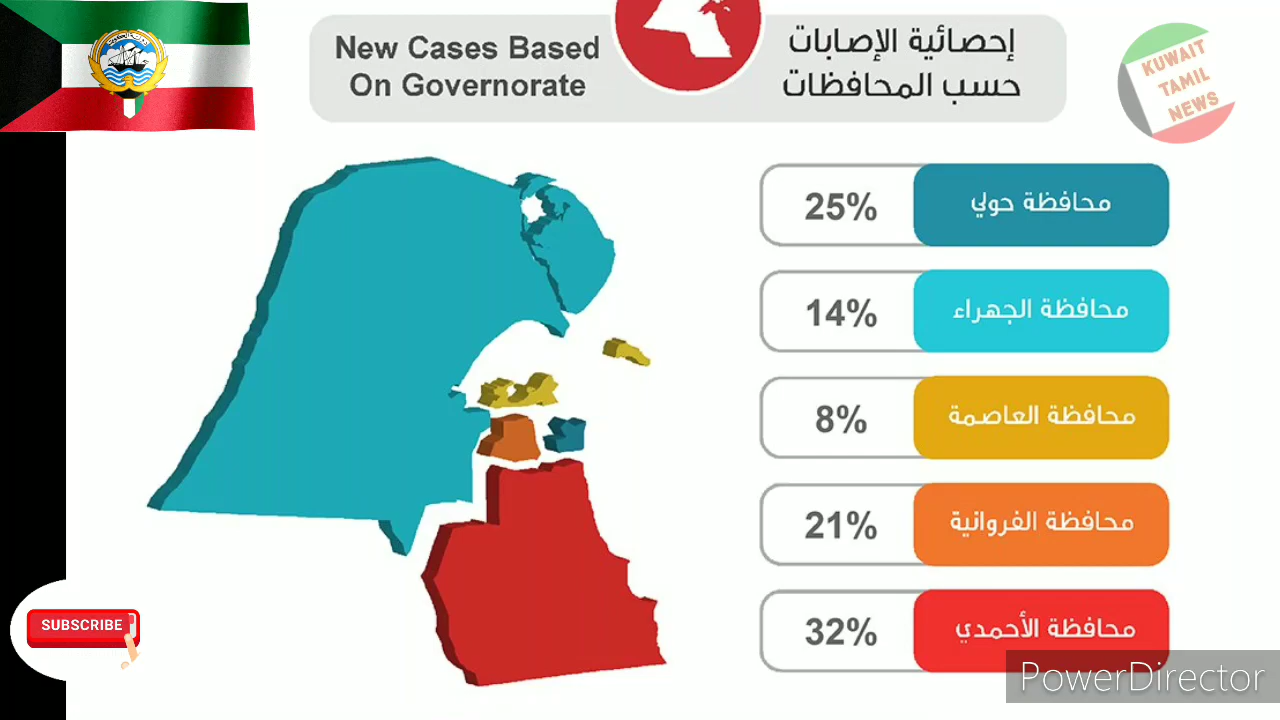 New Cases Based
On Governorate
إحصائية الإصابات
حسب المحافظات
KUWAIT
TAMIL
NEWS
25%
محافظة حولي
14%
محافظة الجهراء
8%
محافظة العاصمة
21%
محافظة الفروانية
32%
محافظة الأحمدي
SUBSCRIBE
PowerDirector